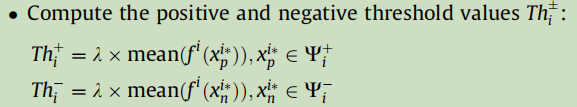 • Compute the positive and negative threshold values Th_i^±:
Th_i^+ = λ × mean(f^i(x_p^{i*})), x_p^{i*} ∈ Ψ_i^+
Th_i^- = λ × mean(f^i(x_n^{i*})), x_n^{i*} ∈ Ψ_i^-